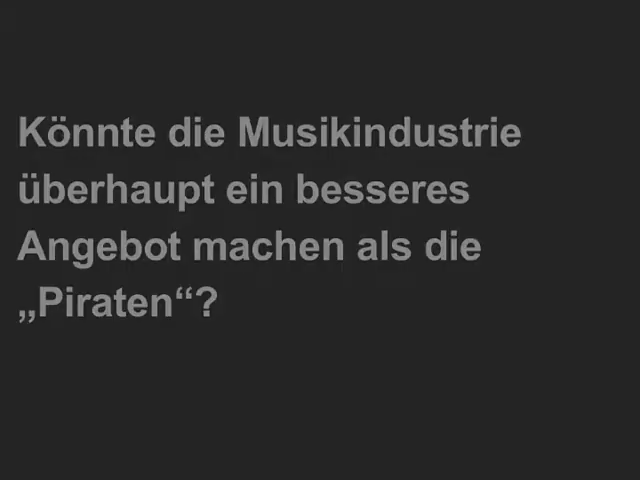 Könnte die Musikindustrie
überhaupt ein besseres
Angebot machen als die
„Piraten“?